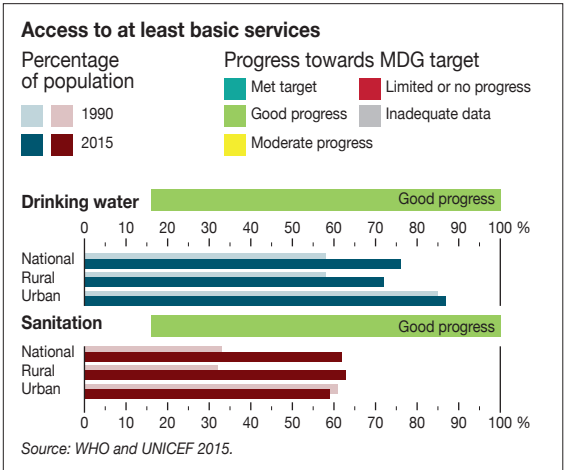 Access to at least basic services
Percentage
of population
1990
2015
Progress towards MDG target
Met target
Limited or no progress
Good progress
Inadequate data
Moderate progress
Drinking water
Good progress
0 10 20 30 40 50 60 70 80 90 100 %
National
Rural
Urban
Sanitation
Good progress
National
Rural
Urban
0 10 20 30 40 50 60 70 80 90 100 %
Source: WHO and UNICEF 2015.